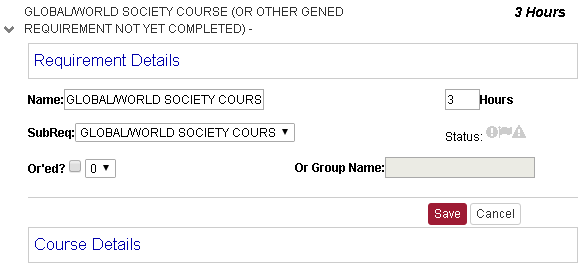 GLOBAL/WORLD SOCIETY COURSE (OR OTHER GENED 3 Hours
REQUIREMENT NOT YET COMPLETED) -
Requirement Details
Name: GLOBAL/WORLD SOCIETY COURS 3 Hours
SubReq: GLOBAL/WORLD SOCIETY COURS Status:
Or'ed? 0 Or Group Name:
Save Cancel
Course Details